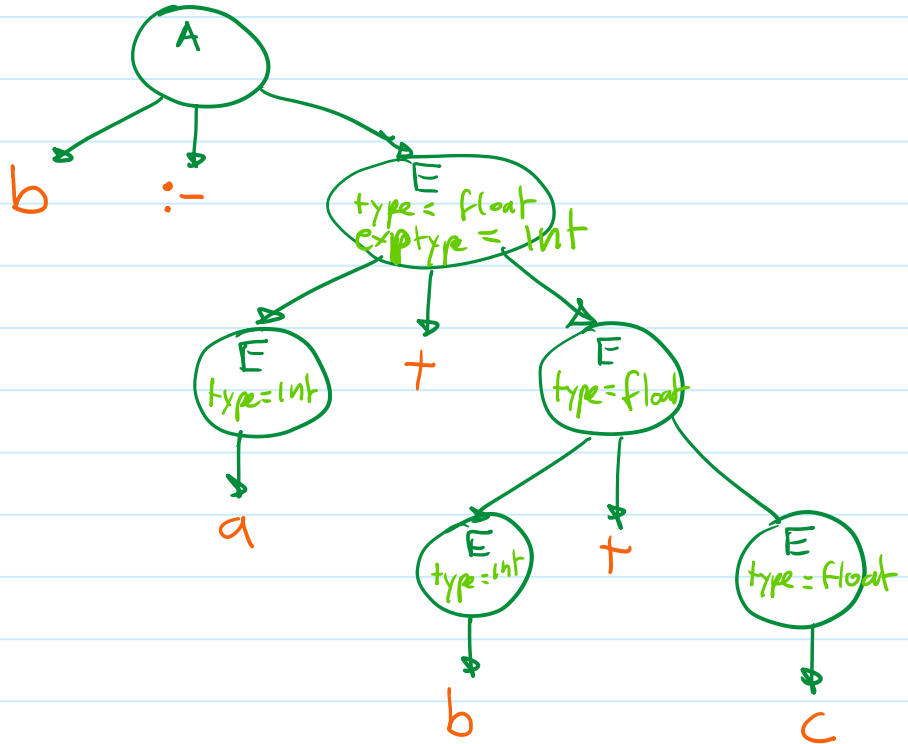 A
b
:-
E
type = float
exptype = int
E
type = int
+
E
type = float
a
E
type = int
+
E
type = float
b
c